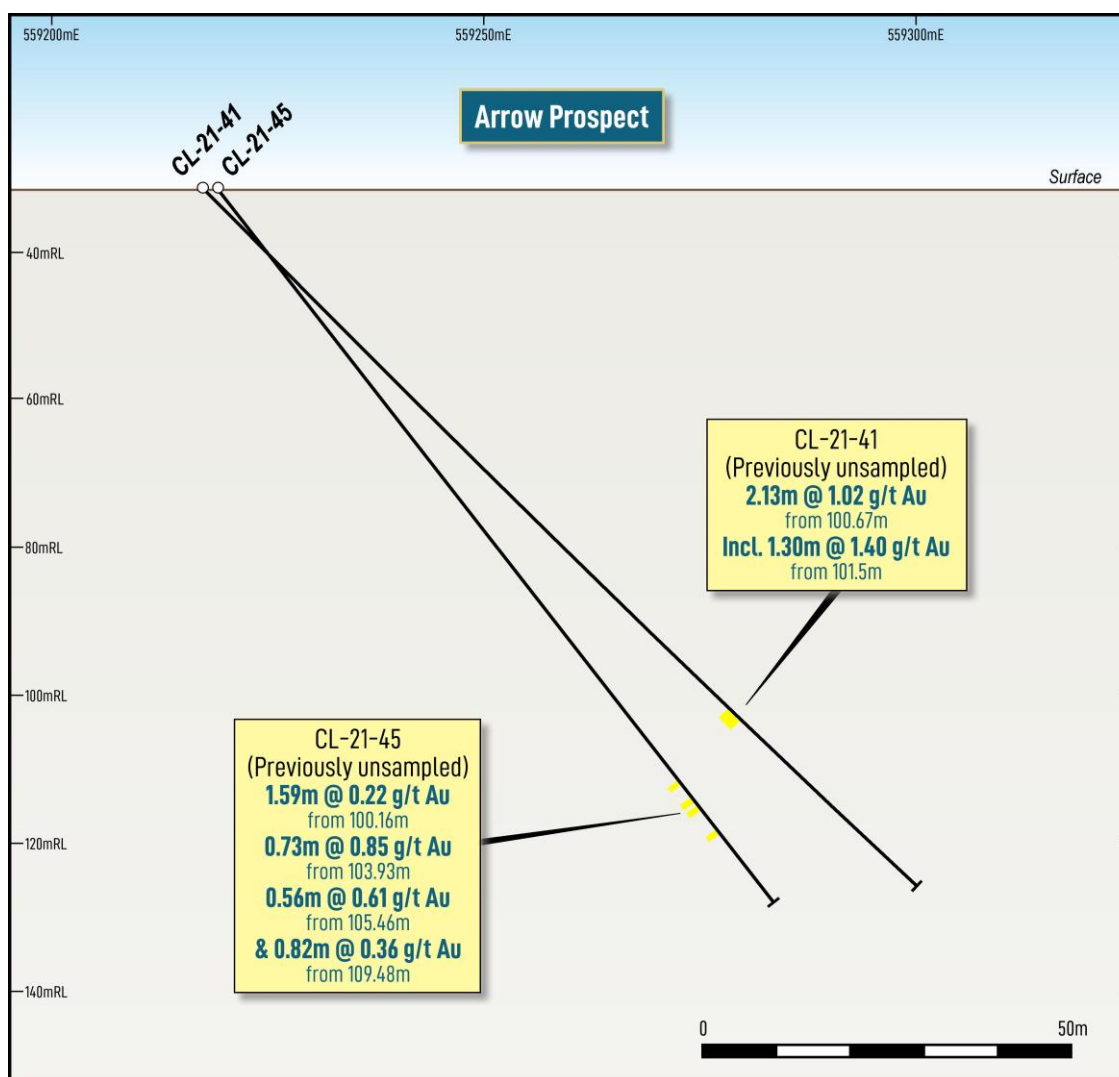 559200mE
559250mE
559300mE
Arrow Prospect
CL-21-41
CL-21-45
Surface
40mRL
60mRL
80mRL
100mRL
120mRL
140mRL
CL-21-41
(Previously unsampled)
2.13m @ 1.02 g/t Au
from 100.67m
Incl. 1.30m @ 1.40 g/t Au
from 101.5m
CL-21-45
(Previously unsampled)
1.59m @ 0.22 g/t Au
from 100.16m
0.73m @ 0.85 g/t Au
from 103.93m
0.56m @ 0.61 g/t Au
from 105.46m
& 0.82m @ 0.36 g/t Au
from 109.48m
0
50m